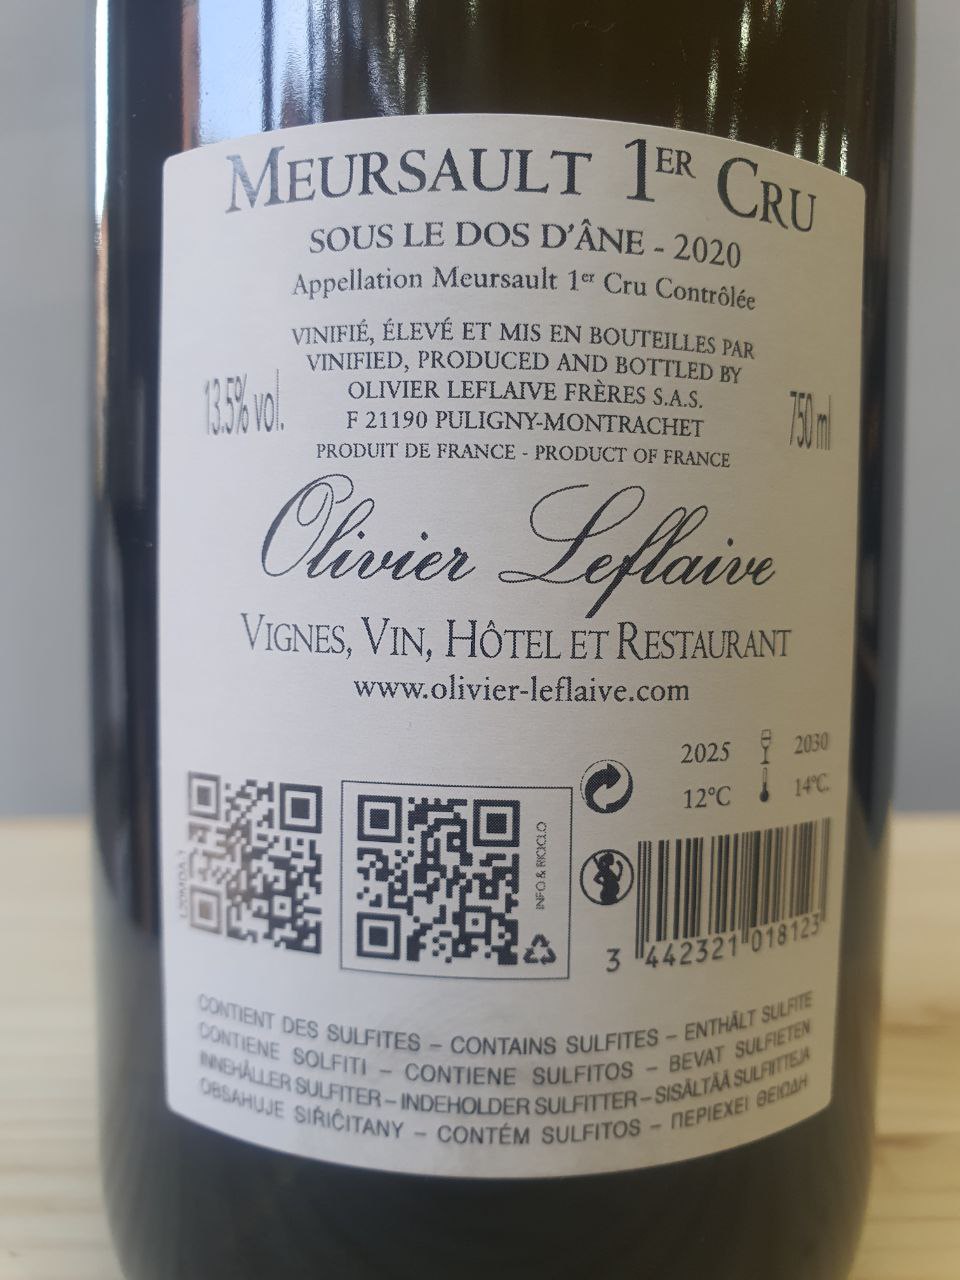 MEURSAULT 1ER CRU
SOUS LE DOS D'ÂNE - 2020
Appellation Meursault 1er Cru Contrôlée
VINIFIÉ, ÉLEVÉ ET MIS EN BOUTEILLES PAR
VINIFIED, PRODUCED AND BOTTLED BY
OLIVIER LEFLAIVE FRÈRES S.A.S.
F 21190 PULIGNY-MONTRACHET
PRODUIT DE FRANCE - PRODUCT OF FRANCE
13.5% vol.
750 ml
Olivier Leflaive
VIGNES, VIN, HÔTEL ET RESTAURANT
www.olivier-leflaive.com
2025 2030
12°C 14°C.
INFO & RICICLO
3 442321 018123
CONTIENT DES SULFITES – CONTAINS SULFITES – ENTHÄLT SULFITE
CONTIENE SOLFITI – CONTIENE SULFITOS – BEVAT SULFIETEN
INNEHÅLLER SULFITER – INDEHOLDER SULFITTER – SISÄLTÄÄ SULFIITTEJA
OBSAHUJE SIŘIČITANY – CONTÉM SULFITOS – ΠΕΡΙΕΧΕΙ ΘΕΙΩΔΗ